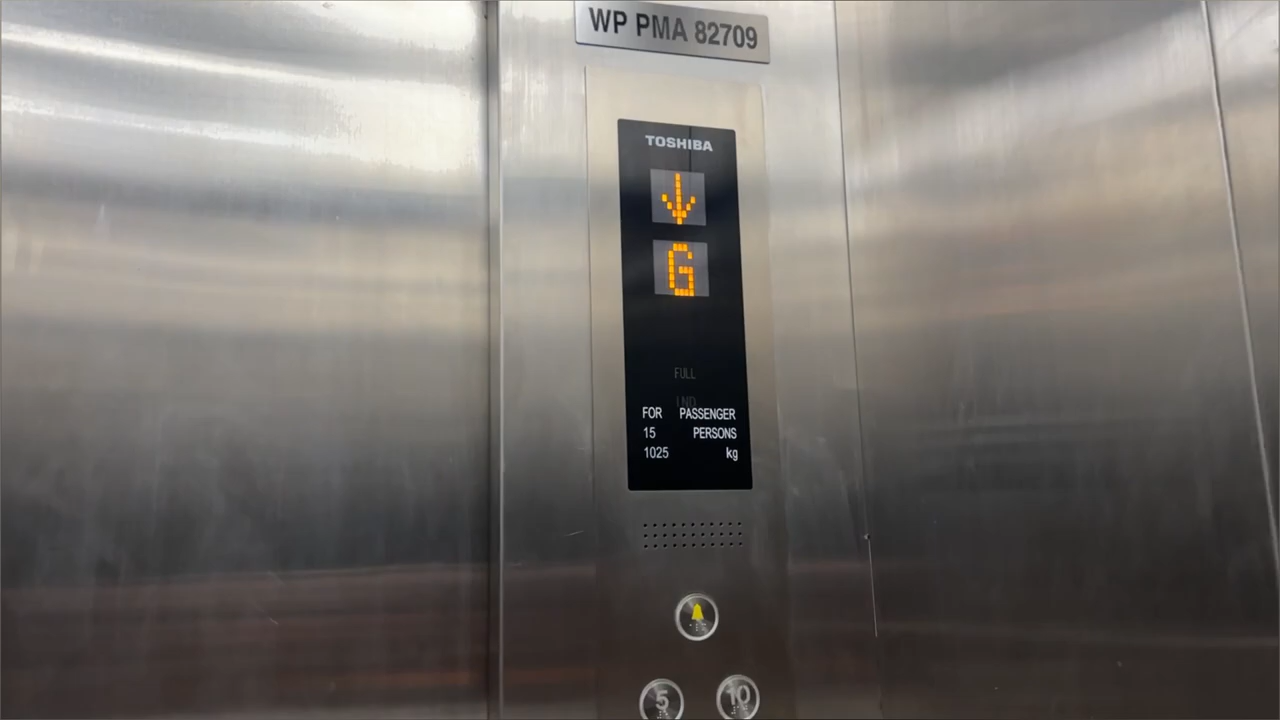 WP PMA 82709
TOSHIBA
G
FULL
FOR PASSENGER
15 PERSONS
1025 kg
5 10